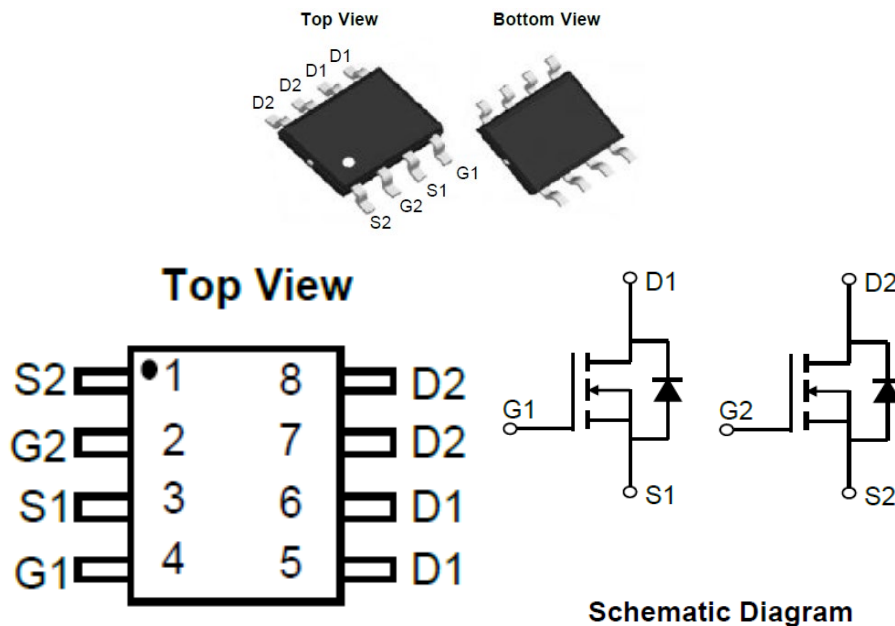 Top View
Bottom View
D1
D1
D2
D2
G1
S1
G2
S2
Top View
S2 1 8 D2
G2 2 7 D2
S1 3 6 D1
G1 4 5 D1
D1
G1
S1
D2
G2
S2
Schematic Diagram